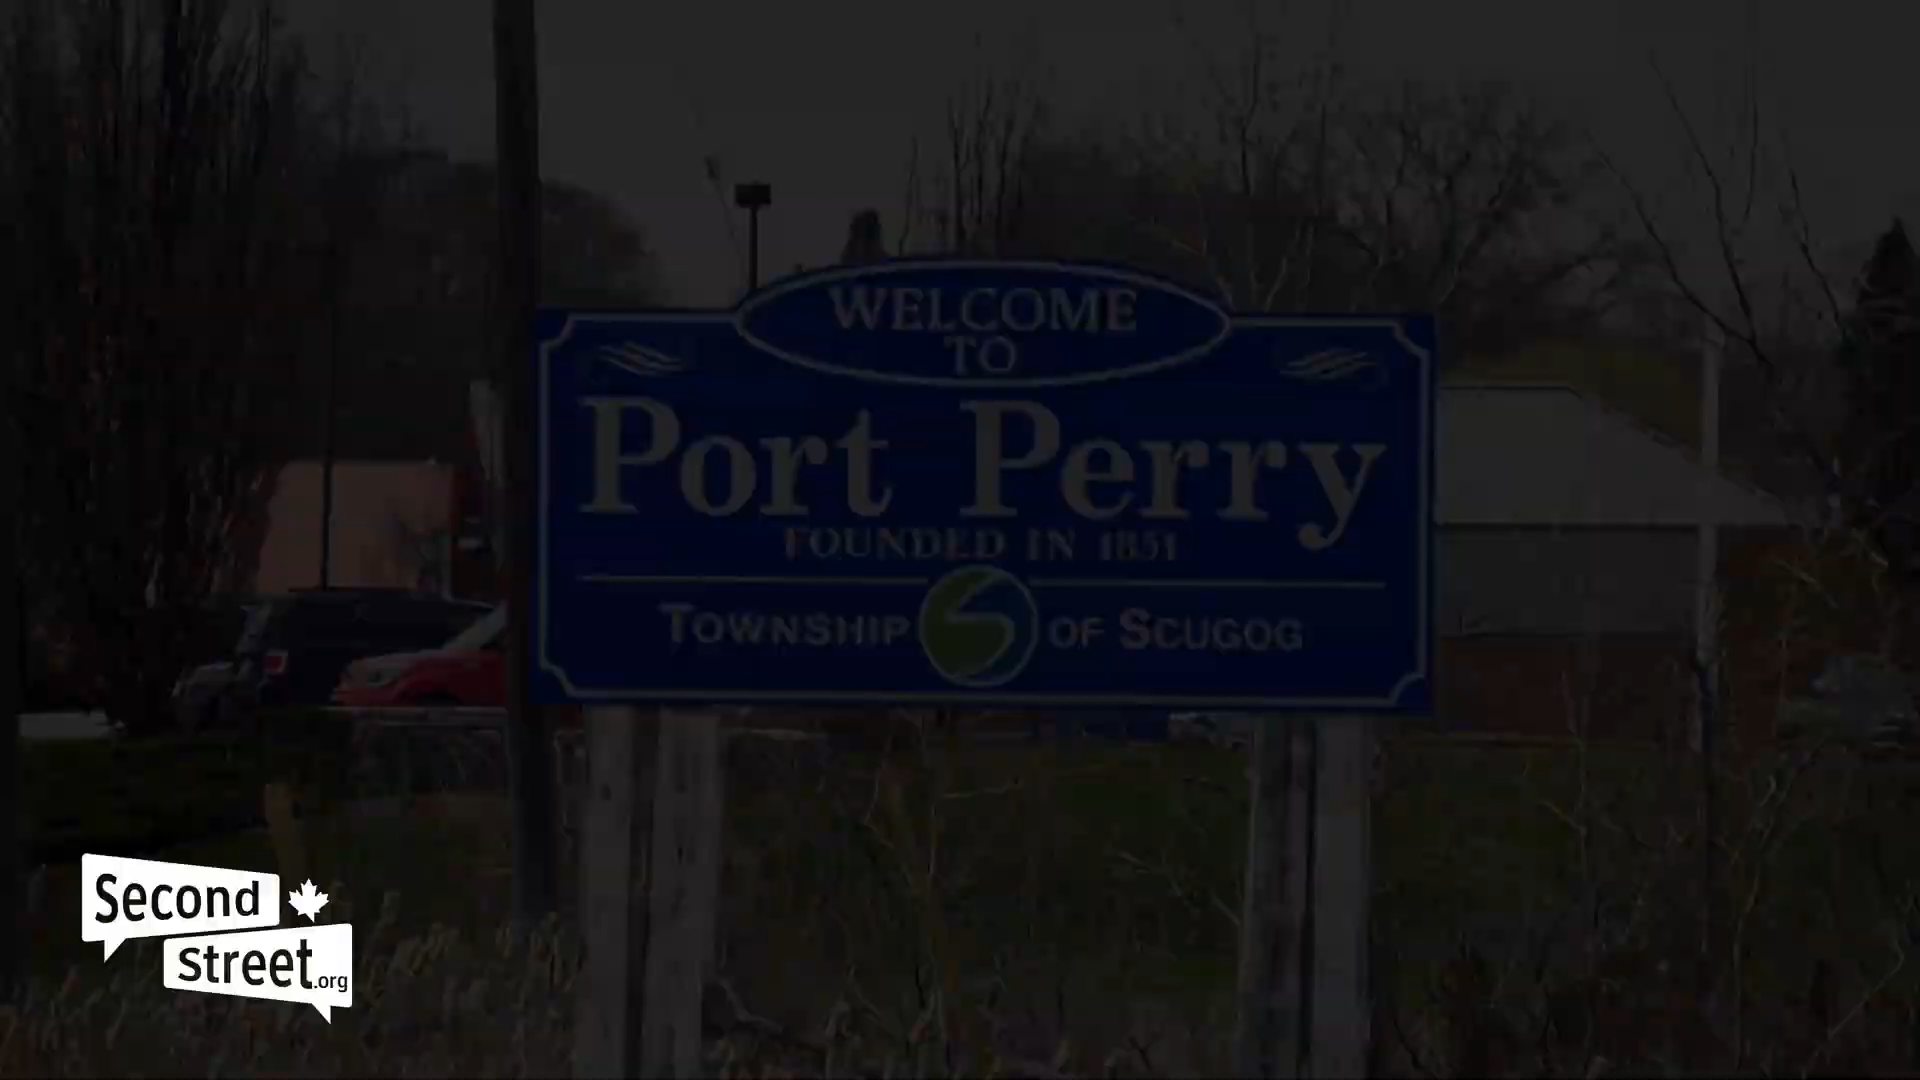 WELCOME
TO
Port Perry
FOUNDED IN 1851
TOWNSHIP OF SCUGOG
Second
street.org